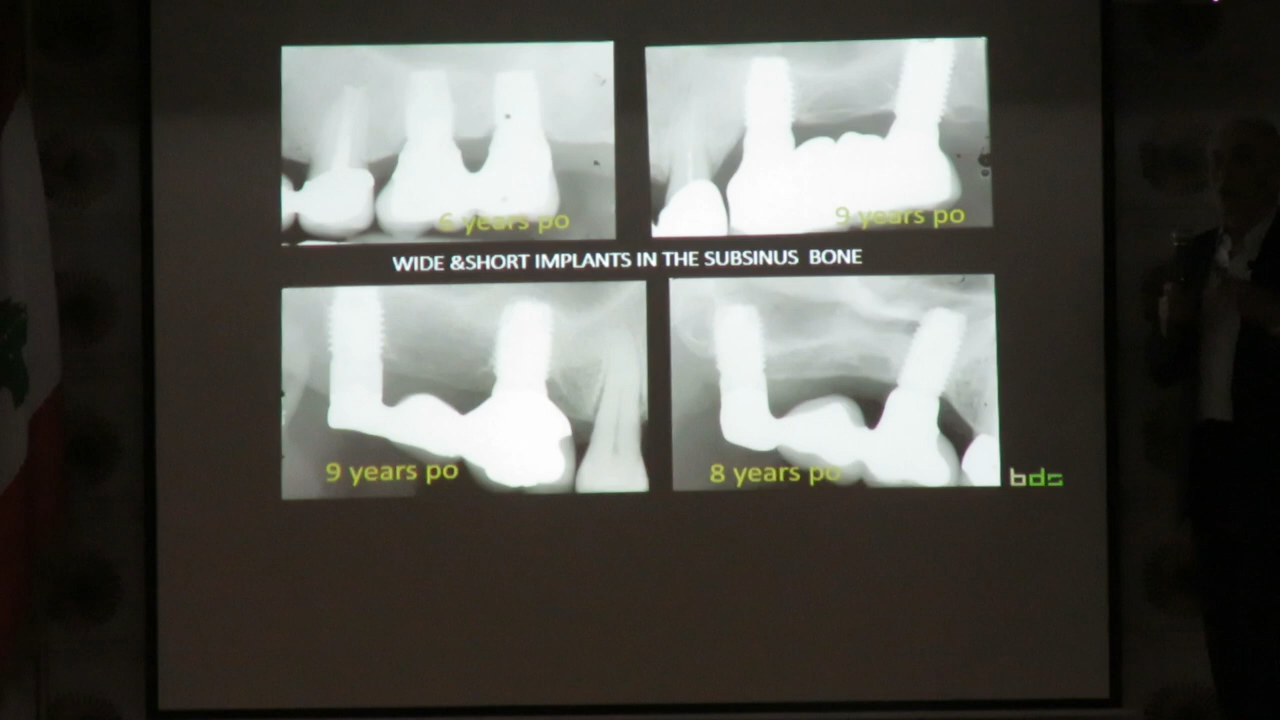 6 years po
9 years po
WIDE &SHORT IMPLANTS IN THE SUBSINUS BONE
9 years po
8 years po
bds